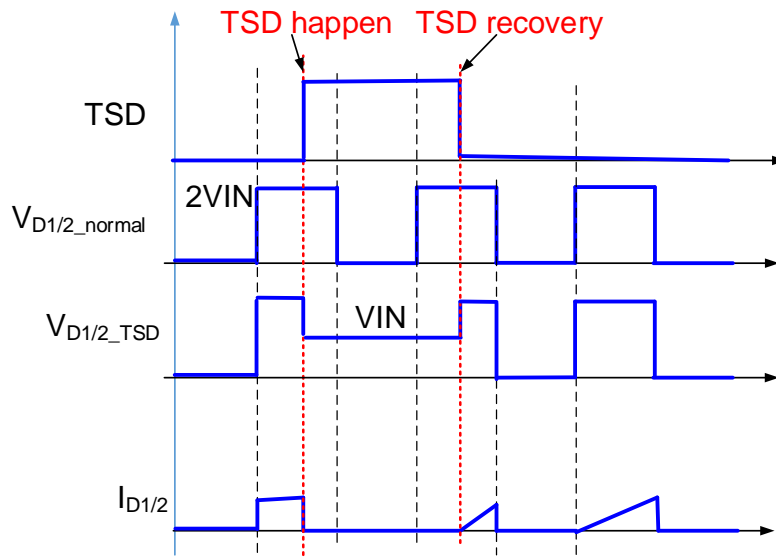 TSD happen TSD recovery
TSD
2VIN
VD1/2_normal
VIN
VD1/2_TSD
ID1/2